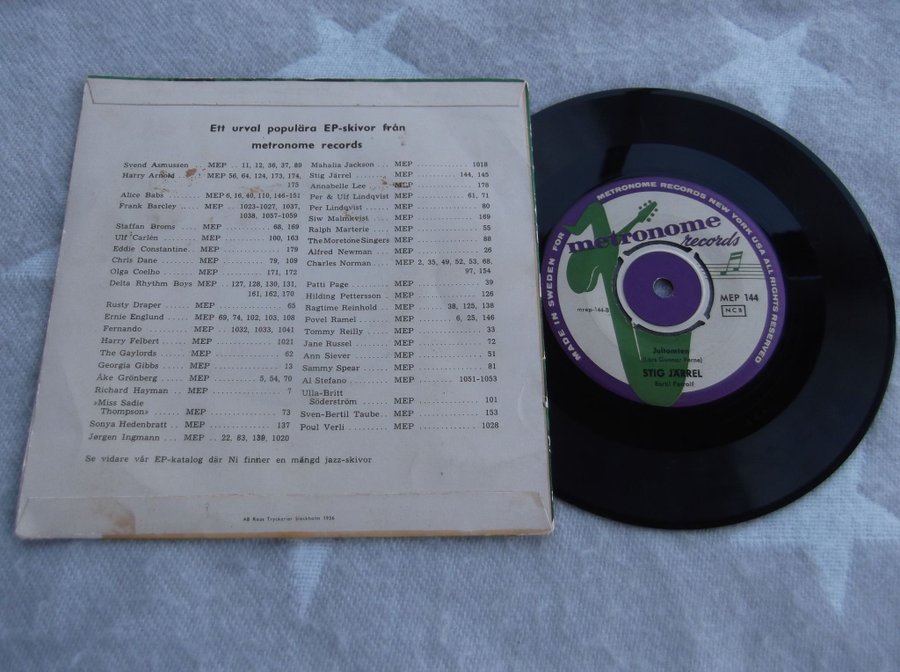 Ett urval populära EP-skivor från
metronome records
Svend Asmussen .. MEP .. 11, 12, 36, 37, 89
Harry Arnold .... MEP 56, 64, 124, 173, 174,
175
Alice Babs .. MEP 6, 16, 40, 110, 146-151
Frank Barcley .. MEP .. 1023-1027, 1037,
1038, 1057-1059
Staffan Broms .... MEP ........ 68, 169
Ulf Carlén ...... MEP ........ 100, 163
Eddie Constantine. MEP ........ 179
Chris Dane .... MEP ........ 79, 109
Olga Coelho .... MEP ........ 171, 172
Delta Rhythm Boys MEP .. 127, 128, 130, 131,
161, 162, 170
Rusty Draper .... MEP ........ 65
Ernie Englund .... MEP 69, 74, 102, 103, 108
Fernando ...... MEP .. 1032, 1033, 1041
Harry Felbert .... MEP ........ 1021
The Gaylords .... MEP ........ 62
Georgia Gibbs .... MEP ........ 13
Åke Grönberg .... MEP ........ 5, 54, 70
Richard Hayman .. MEP ........ 7
»Miss Sadie
Thompson» ...... MEP ........ 73
Sonya Hedenbratt .. MEP ........ 137
Jørgen Ingmann ... MEP .. 22, 83, 139, 1020
Mahalia Jackson .... MEP .......... 1018
Stig Järrel ........ MEP ........ 144, 145
Annabelle Lee .... MEP .......... 178
Per & Ulf Lindqvist MEP .......... 61, 71
Per Lindqvist .... MEP .......... 80
Siw Malmkvist .... MEP .......... 169
Ralph Marterie .... MEP .......... 55
The Moretone Singers MEP .......... 88
Alfred Newman .... MEP .......... 26
Charles Norman.... MEP 2, 35, 49, 52, 53, 68,
97, 154
Patti Page ........ MEP .......... 39
Hilding Pettersson . MEP .......... 126
Ragtime Reinhold .. MEP ...... 38, 125, 138
Povel Ramel ...... MEP ........ 6, 25, 146
Tommy Reilly .... MEP .......... 33
Jane Russel ...... MEP .......... 72
Ann Siever ...... MEP .......... 51
Sammy Spear .... MEP .......... 81
Al Stefano ...... MEP ...... 1051-1053
Ulla-Britt
Söderström ...... MEP .......... 101
Sven-Bertil Taube.. MEP .......... 153
Poul Verli ........ MEP .......... 1028
Se vidare vår EP-katalog där Ni finner en mängd jazz-skivor
AB Roos Tryckerier Stockholm 1956
MADE IN SWEDEN FOR METRONOME RECORDS NEW YORK USA ALL RIGHTS RESERVED
metronome
records
MEP 144
NCB
mrep-144-B
Jultomten
STIG JÄRREL